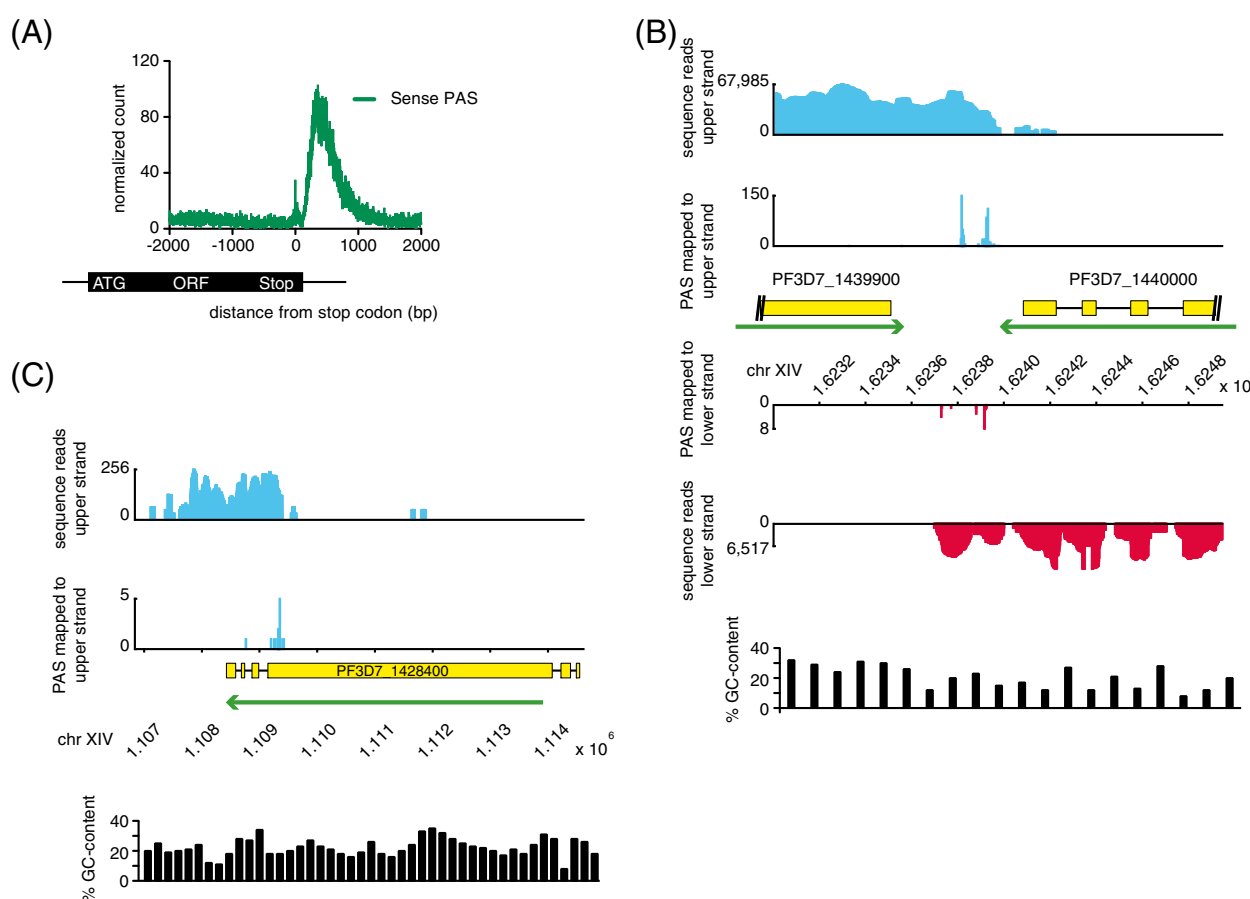 (A)
120
80
40
0
normalized count
Sense PAS
-2000 -1000 0 1000 2000
ATG ORF Stop
distance from stop codon (bp)
(B)
sequence reads
upper strand
67,985
0
PAS mapped to
upper strand
150
0
PF3D7_1439900 PF3D7_1440000
chr XIV
1.6232 1.6234 1.6236 1.6238 1.6240 1.6242 1.6244 1.6246 1.6248
x 10
PAS mapped to
lower strand
0
8
sequence reads
lower strand
0
6,517
% GC-content
40
20
0
(C)
sequence reads
upper strand
256
0
PAS mapped to
upper strand
5
0
PF3D7_1428400
chr XIV
1.107 1.108 1.109 1.110 1.111 1.112 1.113 1.114
x 10 6
% GC-content
40
20
0